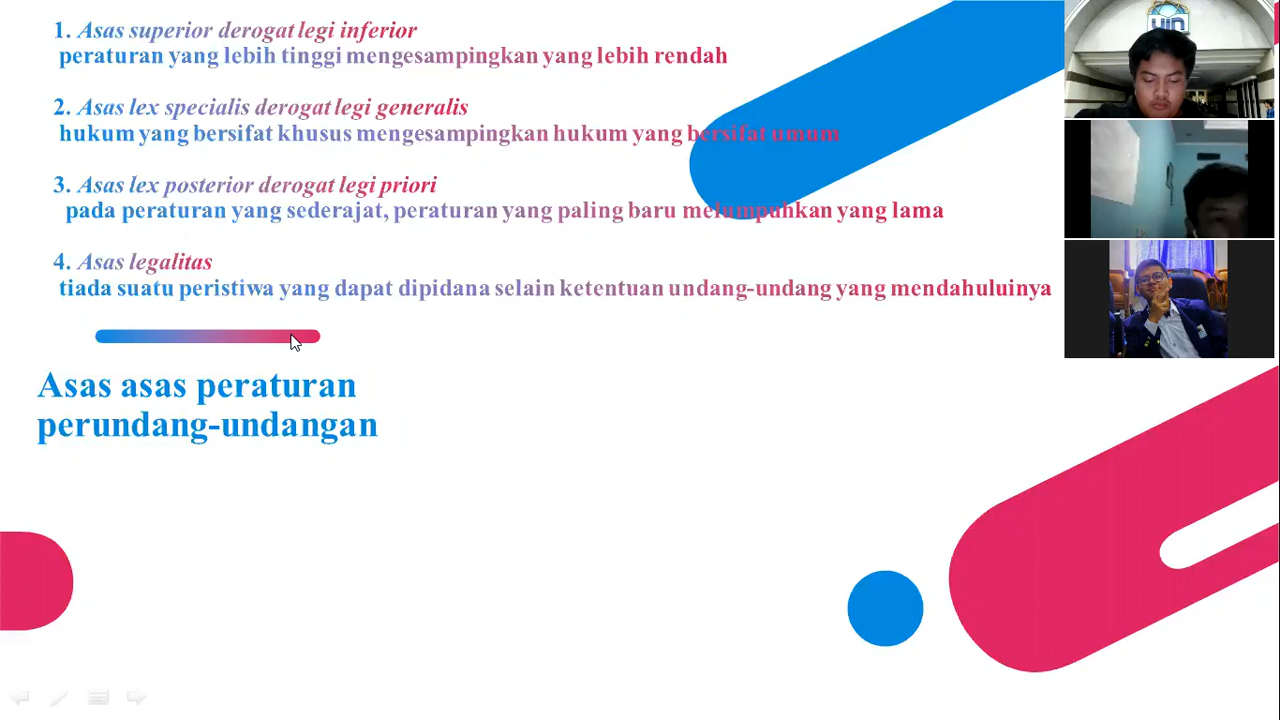 1. Asas superior derogat legi inferior
peraturan yang lebih tinggi mengesampingkan yang lebih rendah
2. Asas lex specialis derogat legi generalis
hukum yang bersifat khusus mengesampingkan hukum yang bersifat umum
3. Asas lex posterior derogat legi priori
pada peraturan yang sederajat, peraturan yang paling baru melumpuhkan yang lama
4. Asas legalitas
tiada suatu peristiwa yang dapat dipidana selain ketentuan undang-undang yang mendahuluinya
Asas asas peraturan
perundang-undangan
UIN